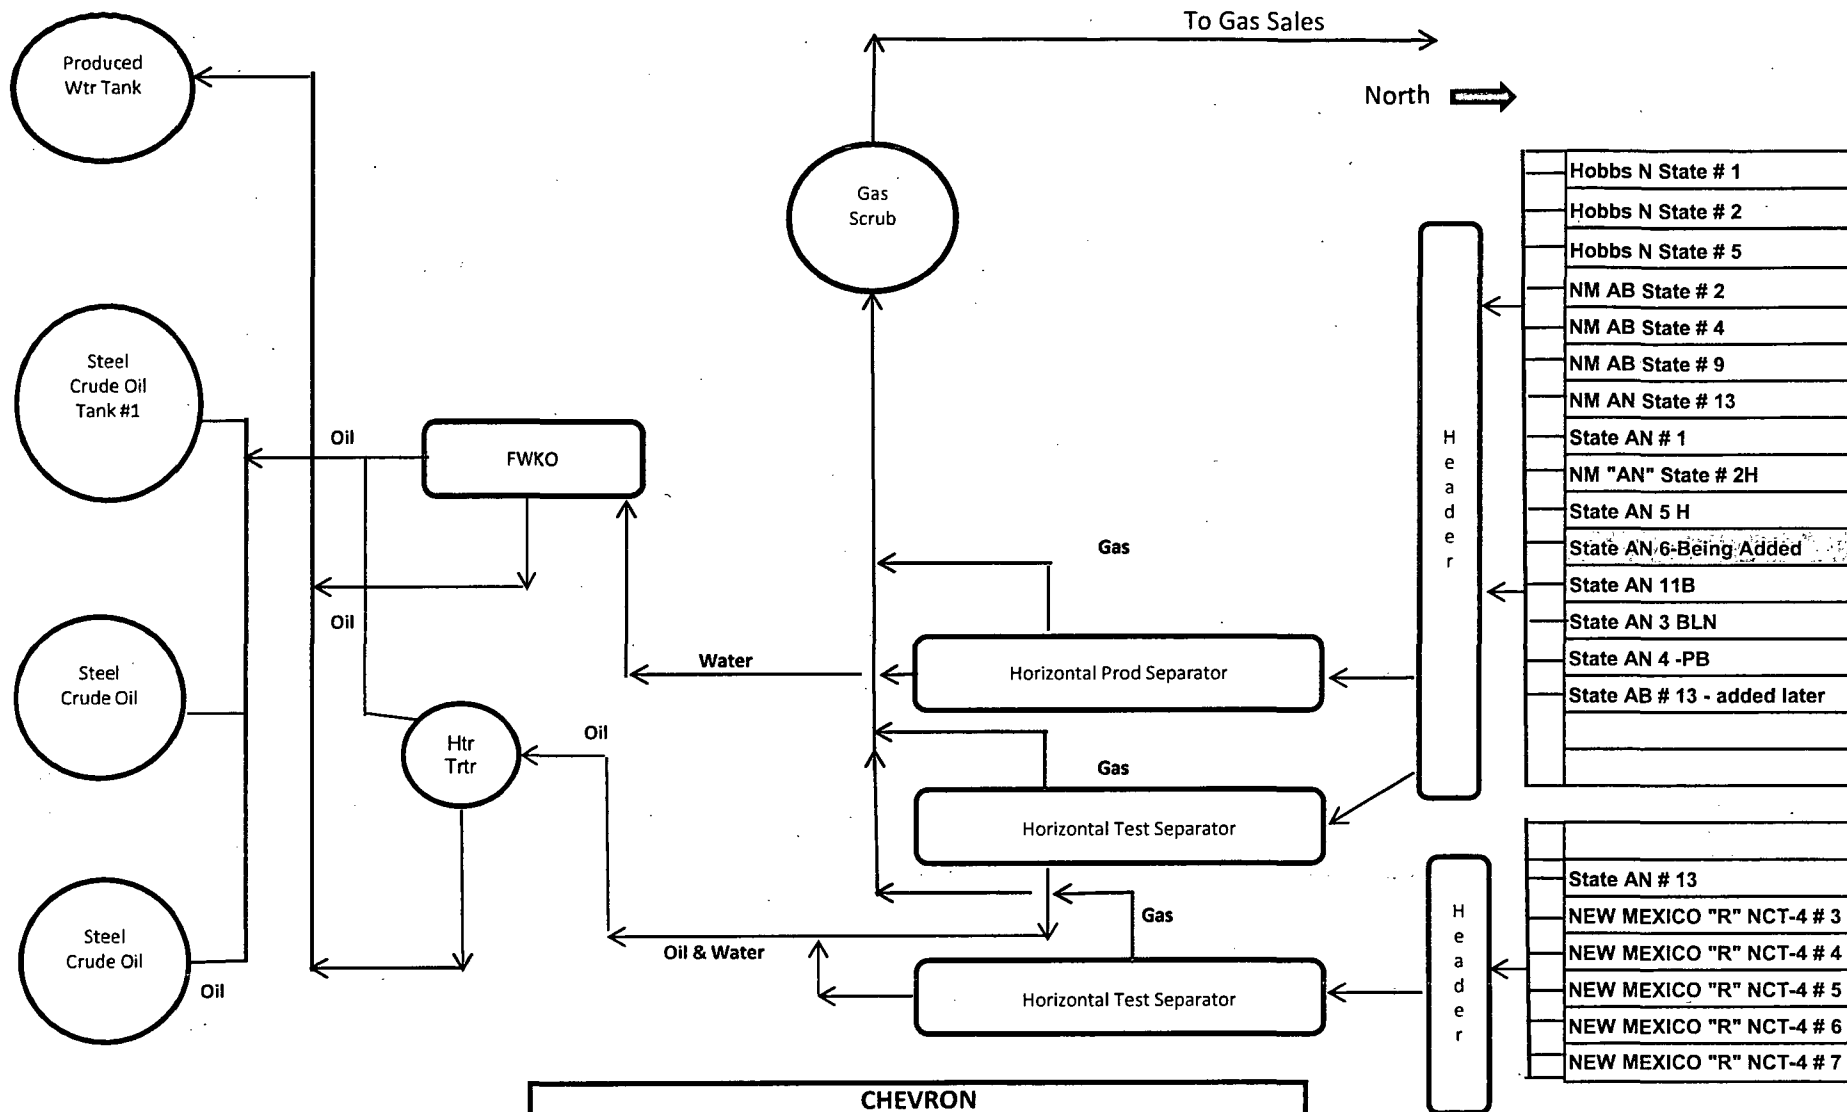 To Gas Sales
North
Produced
Wtr Tank
Gas
Scrub
Steel
Crude Oil
Tank #1
Oil
FWKO
Oil
Steel
Crude Oil
Htr
Trtr
Oil
Water
Gas
Horizontal Prod Separator
Gas
Horizontal Test Separator
Steel
Crude Oil
Oil
Oil & Water
Gas
Horizontal Test Separator
H
e
a
d
e
r
Hobbs N State # 1
Hobbs N State # 2
Hobbs N State # 5
NM AB State # 2
NM AB State # 4
NM AB State # 9
NM AN State # 13
State AN # 1
NM "AN" State # 2H
State AN 5 H
State AN 6-Being Added
State AN 11B
State AN 3 BLN
State AN 4 -PB
State AB # 13 - added later
H
e
a
d
e
r
State AN # 13
NEW MEXICO "R" NCT-4 # 3
NEW MEXICO "R" NCT-4 # 4
NEW MEXICO "R" NCT-4 # 5
NEW MEXICO "R" NCT-4 # 6
NEW MEXICO "R" NCT-4 # 7
CHEVRON